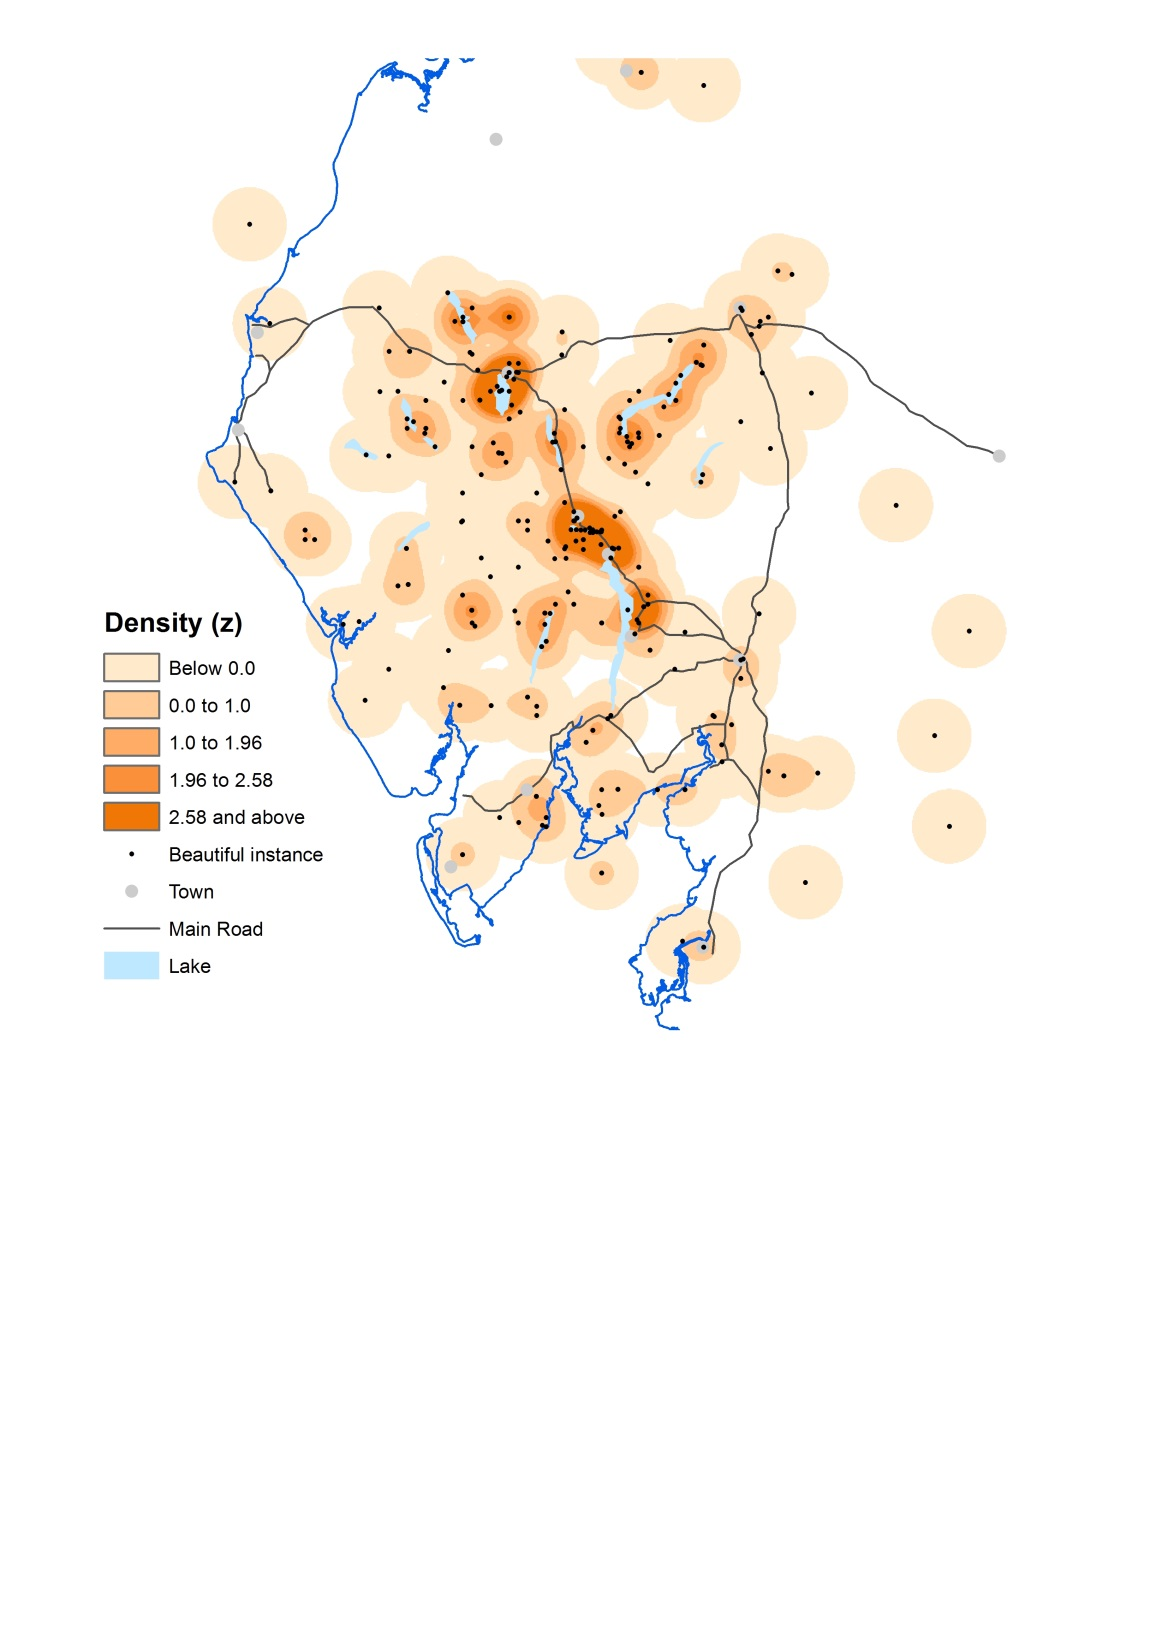 Density (z)
Below 0.0
0.0 to 1.0
1.0 to 1.96
1.96 to 2.58
2.58 and above
Beautiful instance
Town
Main Road
Lake